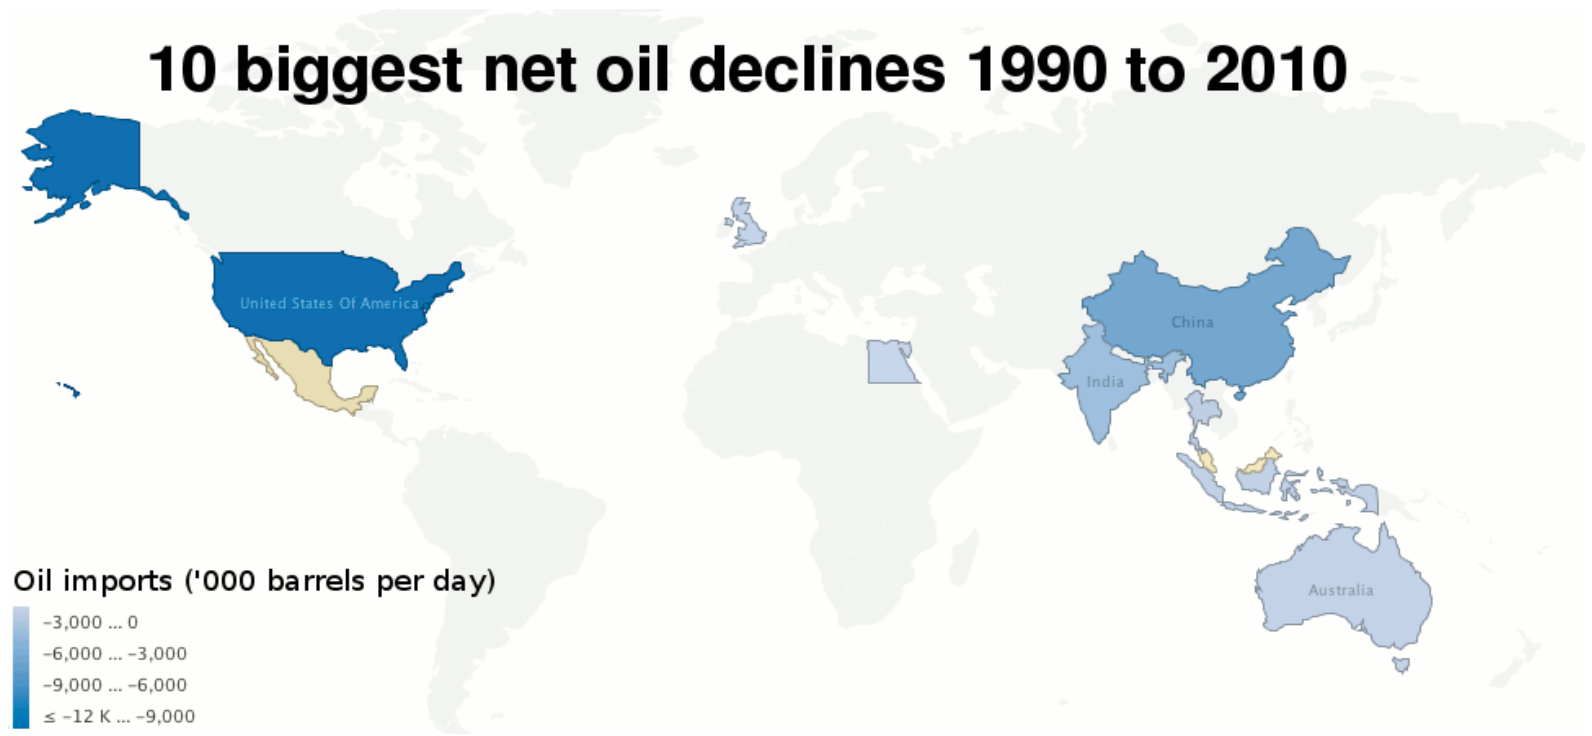 10 biggest net oil declines 1990 to 2010
United States Of America
China
India
Australia
Oil imports ('000 barrels per day)
−3,000 ... 0
−6,000 ... −3,000
−9,000 ... −6,000
≤ −12 K ... −9,000